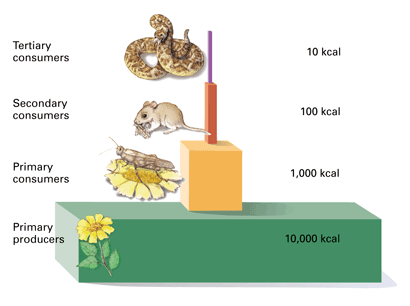 Tertiary
consumers
10 kcal
Secondary
consumers
100 kcal
Primary
consumers
1,000 kcal
Primary
producers
10,000 kcal